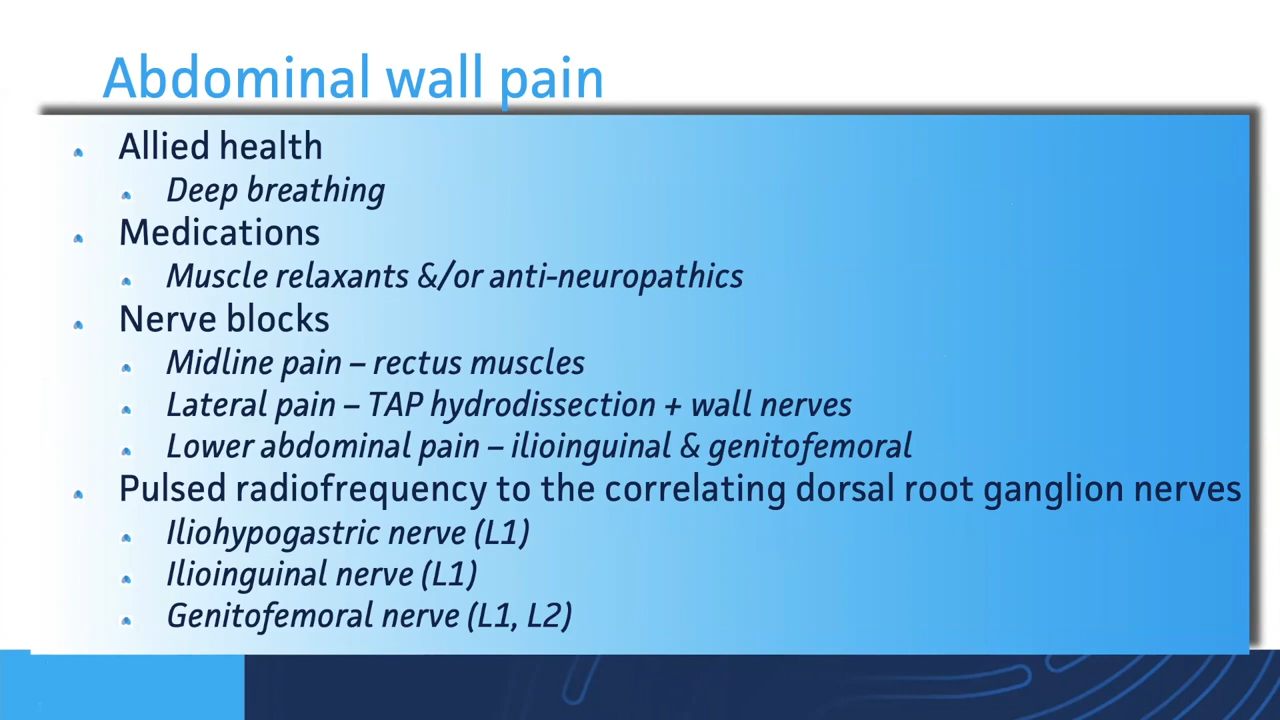 Abdominal wall pain
Allied health
Deep breathing
Medications
Muscle relaxants &/or anti-neuropathics
Nerve blocks
Midline pain – rectus muscles
Lateral pain – TAP hydrodissection + wall nerves
Lower abdominal pain – ilioinguinal & genitofemoral
Pulsed radiofrequency to the correlating dorsal root ganglion nerves
Iliohypogastric nerve (L1)
Ilioinguinal nerve (L1)
Genitofemoral nerve (L1, L2)